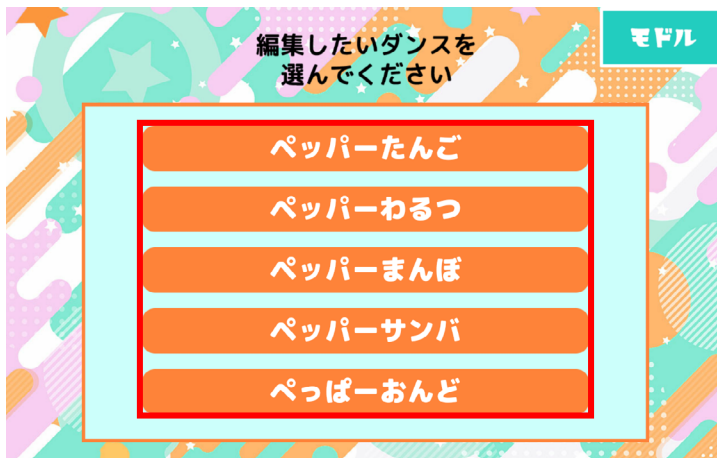 編集したいダンスを
選んでください
モドル
ペッパーたんご
ペッパーわるつ
ペッパーまんぼ
ペッパーサンバ
ぺっぱーおんど